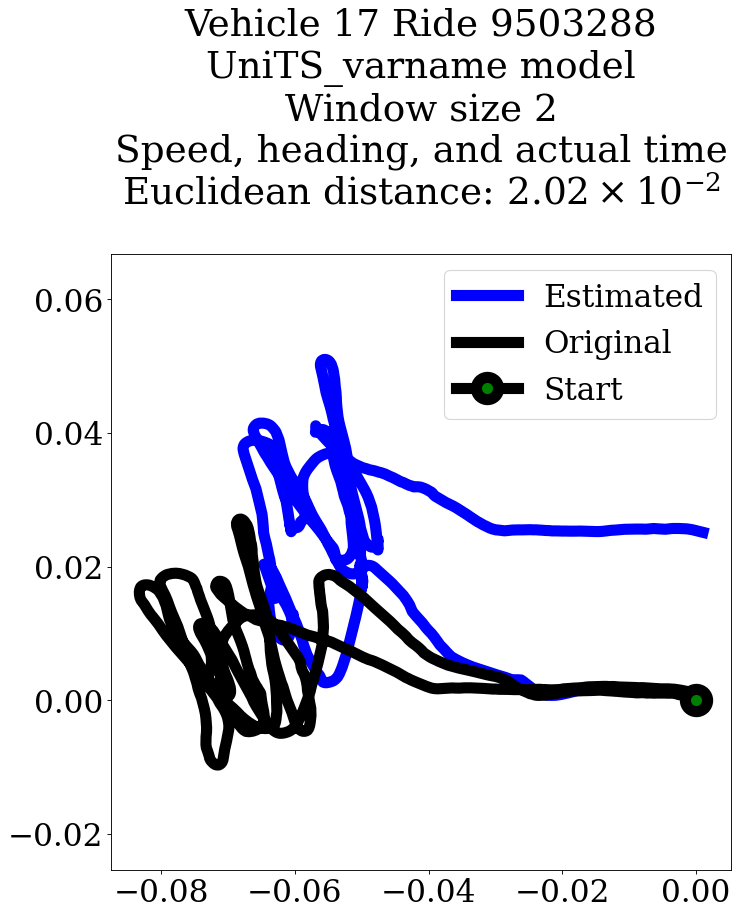 Vehicle 17 Ride 9503288
UniTS_varname model
Window size 2
Speed, heading, and actual time
Euclidean distance: 2.02 × 10⁻²
Estimated
Original
Start
0.06
0.04
0.02
0.00
−0.02
−0.08 −0.06 −0.04 −0.02 0.00